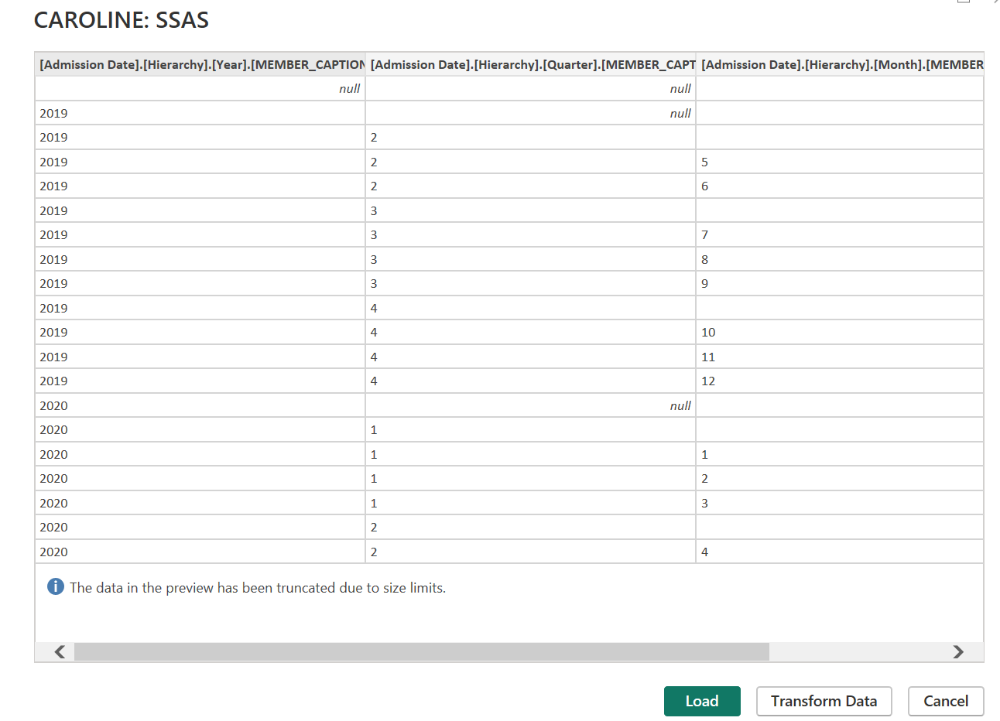 CAROLINE: SSAS
[Admission Date].[Hierarchy].[Year].[MEMBER_CAPTION [Admission Date].[Hierarchy].[Quarter].[MEMBER_CAPT [Admission Date].[Hierarchy].[Month].[MEMBER
null null
2019 null
2019 2
2019 2 5
2019 2 6
2019 3
2019 3 7
2019 3 8
2019 3 9
2019 4
2019 4 10
2019 4 11
2019 4 12
2020 null
2020 1
2020 1 1
2020 1 2
2020 1 3
2020 2
2020 2 4
The data in the preview has been truncated due to size limits.
Load Transform Data Cancel